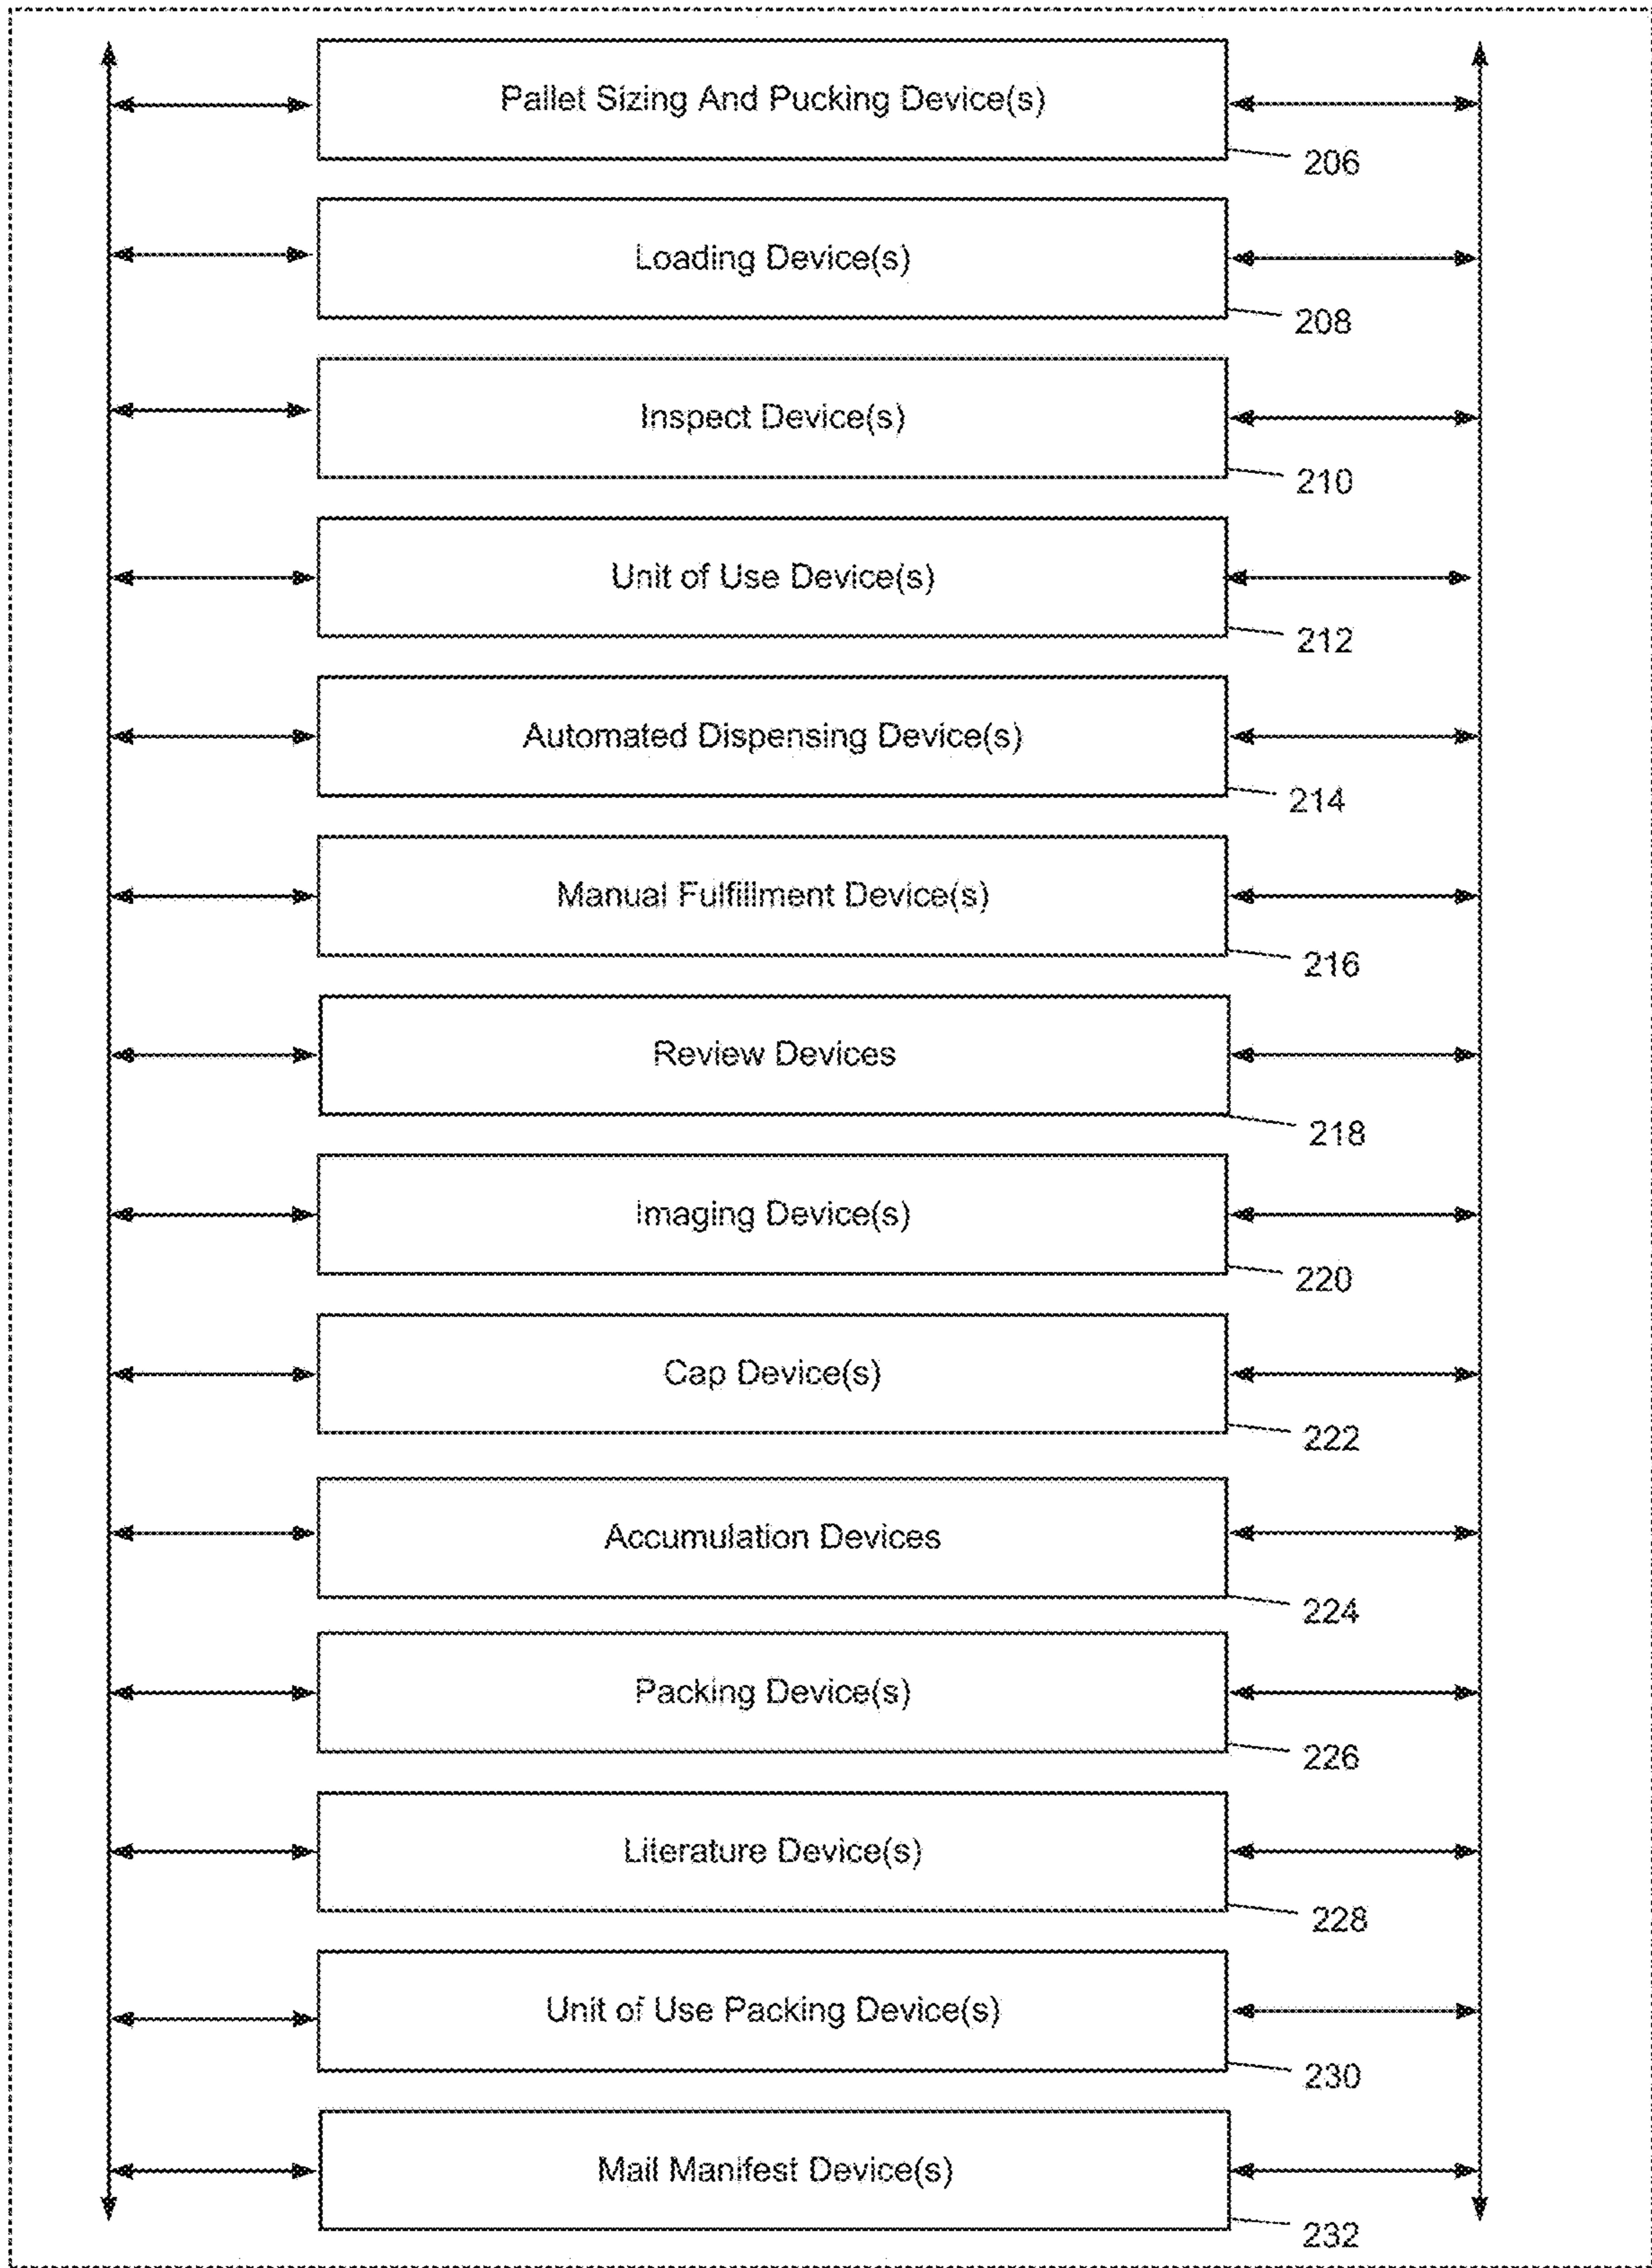 Pallet Sizing And Pucking Device(s)
206
Loading Device(s)
208
Inspect Device(s)
210
Unit of Use Device(s)
212
Automated Dispensing Device(s)
214
Manual Fulfillment Device(s)
216
Review Devices
218
Imaging Device(s)
220
Cap Device(s)
222
Accumulation Devices
224
Packing Device(s)
226
Literature Device(s)
228
Unit of Use Packing Device(s)
230
Mail Manifest Device(s)
232